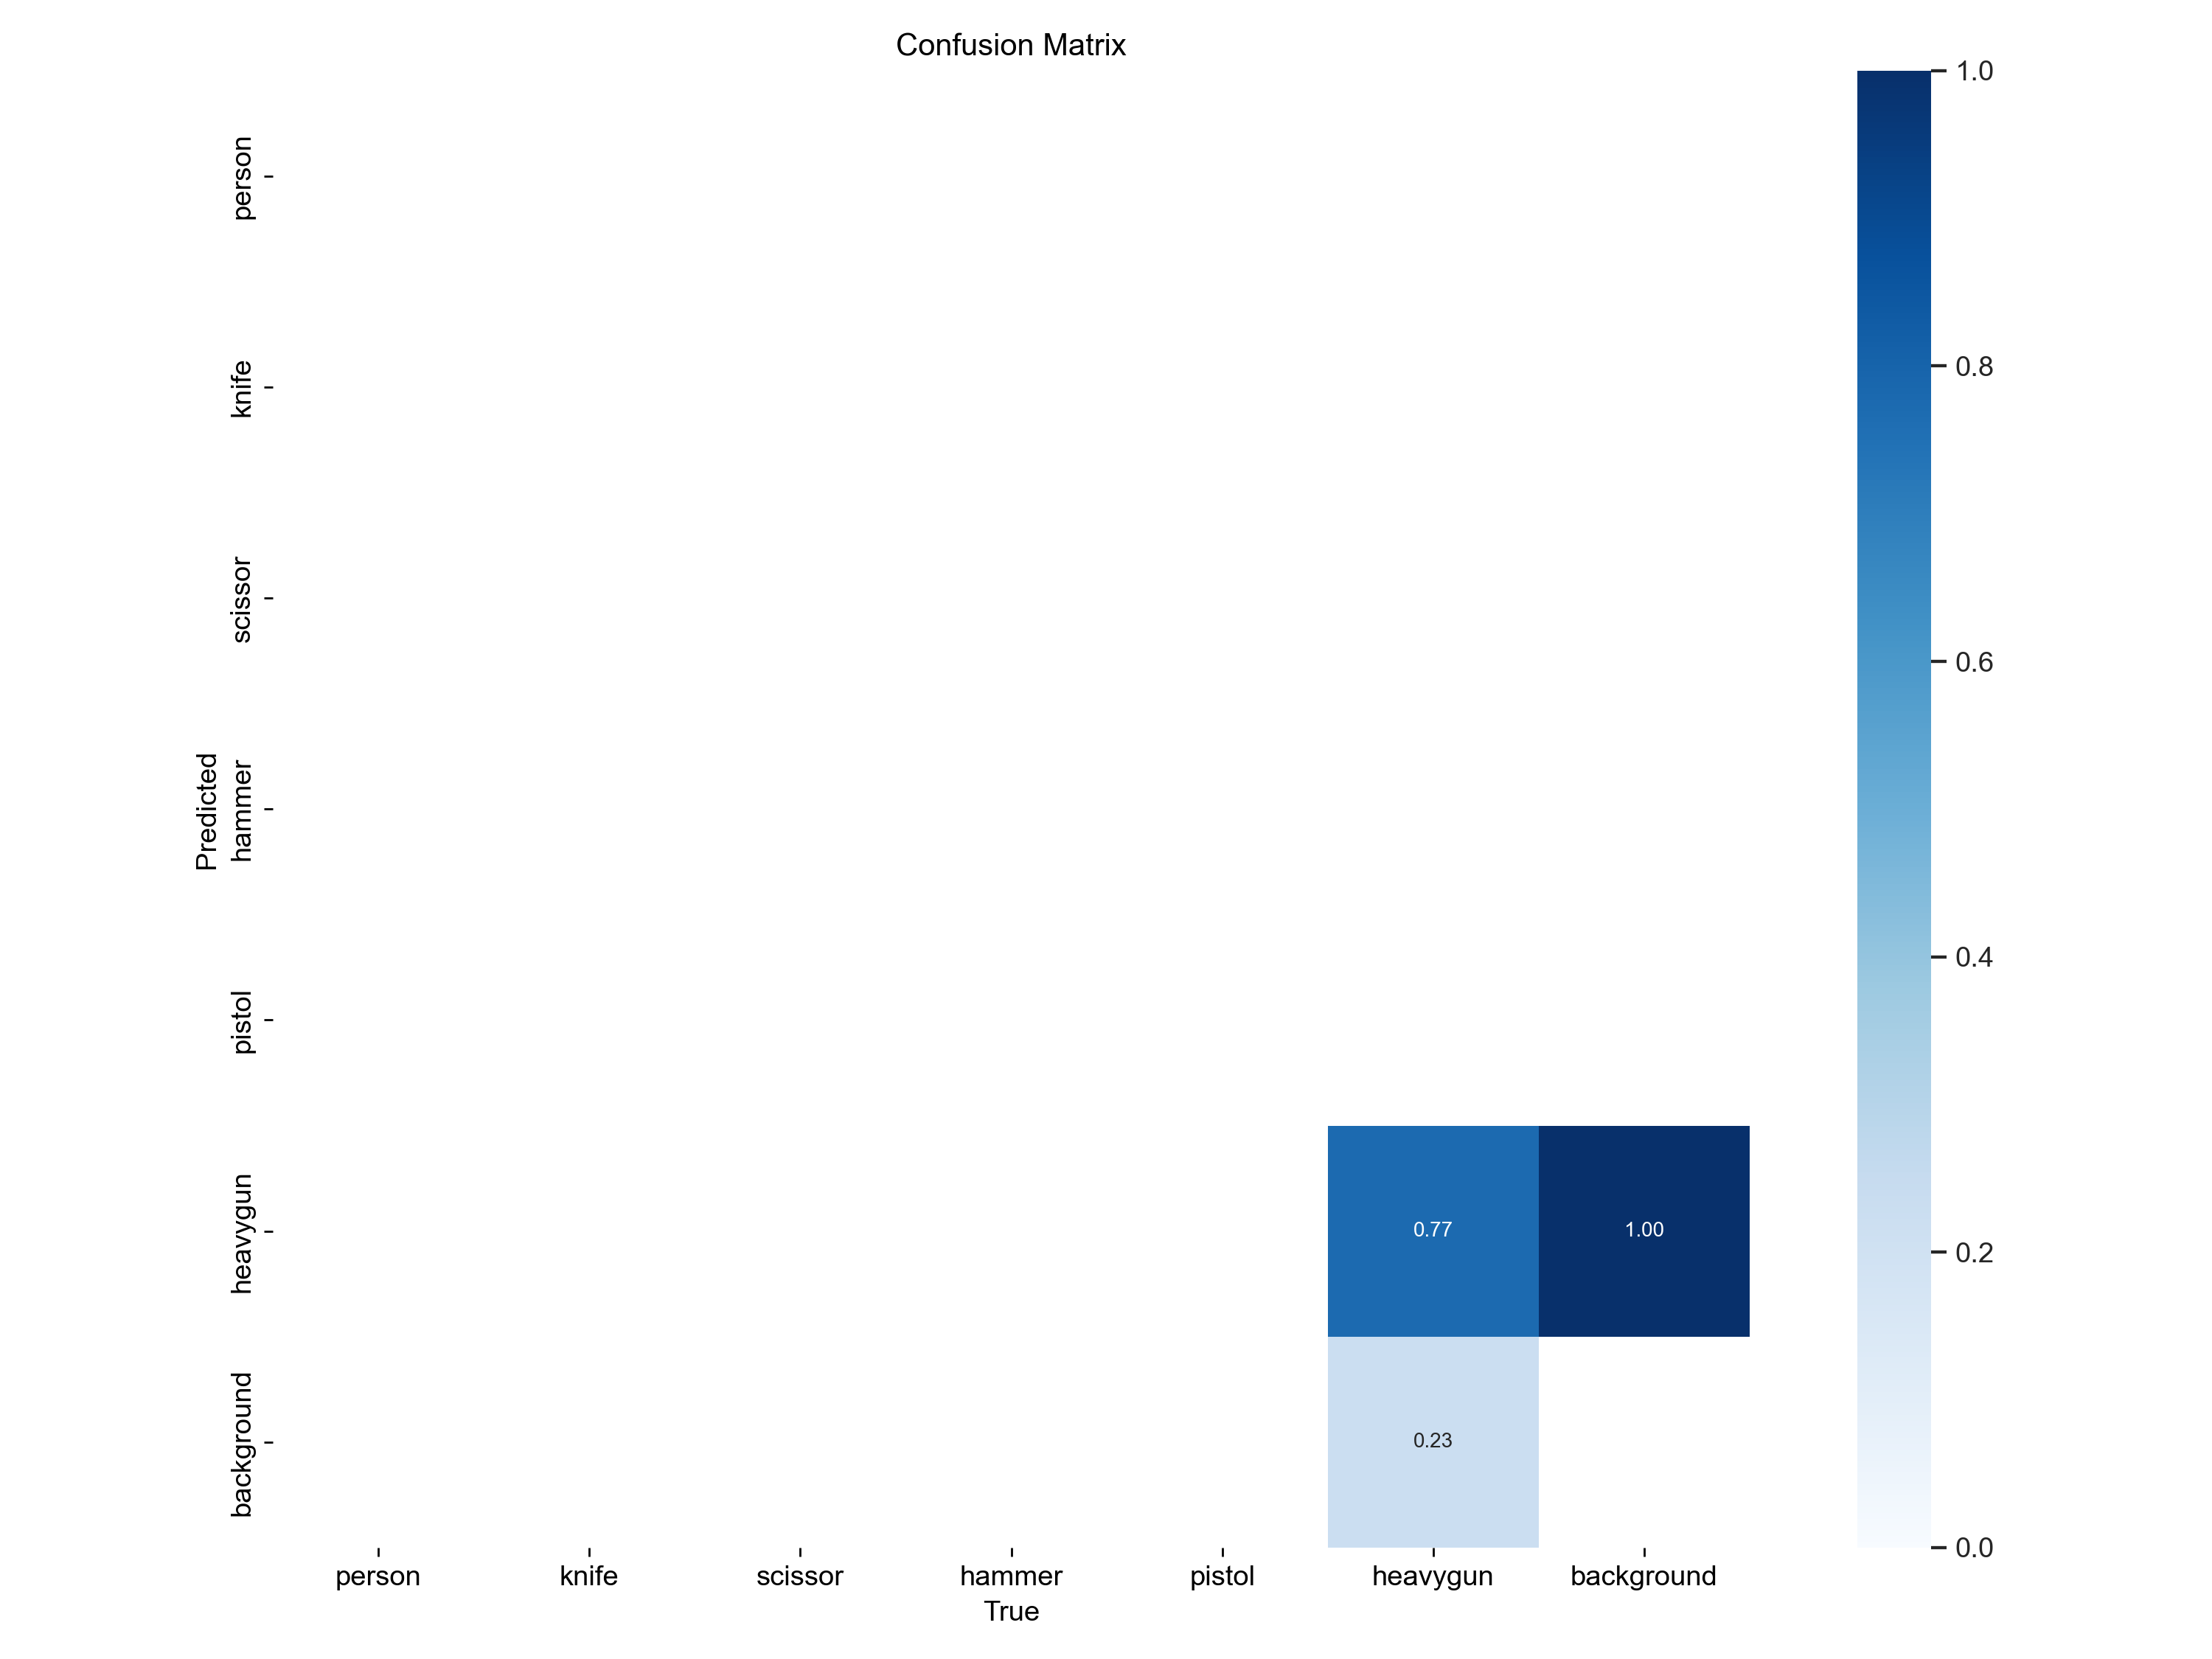 Confusion Matrix
person
knife
scissor
hammer
pistol
heavygun
background
Predicted
0.77
1.00
0.23
person
knife
scissor
hammer
pistol
heavygun
background
True
1.0
0.8
0.6
0.4
0.2
0.0